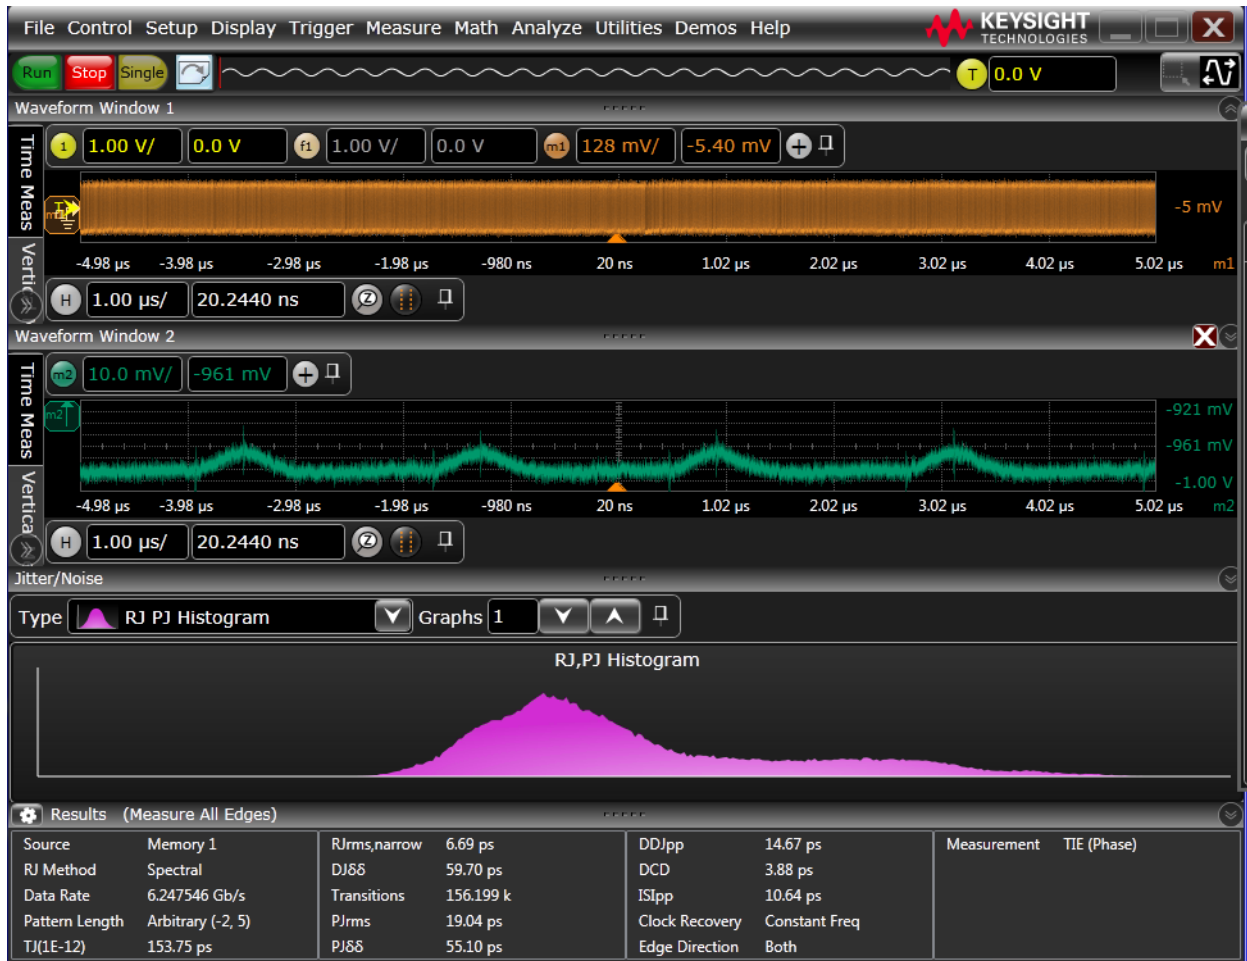 File Control Setup Display Trigger Measure Math Analyze Utilities Demos Help
KEYSIGHT
TECHNOLOGIES
Run Stop Single T 0.0 V
Waveform Window 1
Time Meas
1 1.00 V/ 0.0 V f1 1.00 V/ 0.0 V m1 128 mV/ -5.40 mV
-5 mV
-4.98 µs -3.98 µs -2.98 µs -1.98 µs -980 ns 20 ns 1.02 µs 2.02 µs 3.02 µs 4.02 µs 5.02 µs m1
H 1.00 µs/ 20.2440 ns Z
Waveform Window 2
Time Meas
Vertica
m2 10.0 mV/ -961 mV
m2
-921 mV
-961 mV
-1.00 V
-4.98 µs -3.98 µs -2.98 µs -1.98 µs -980 ns 20 ns 1.02 µs 2.02 µs 3.02 µs 4.02 µs 5.02 µs m2
H 1.00 µs/ 20.2440 ns Z
Jitter/Noise
Type RJ PJ Histogram Graphs 1
RJ,PJ Histogram
Results (Measure All Edges)
Source Memory 1 RJrms,narrow 6.69 ps DDJpp 14.67 ps Measurement TIE (Phase)
RJ Method Spectral DJδδ 59.70 ps DCD 3.88 ps
Data Rate 6.247546 Gb/s Transitions 156.199 k ISIpp 10.64 ps
Pattern Length Arbitrary (-2, 5) PJrms 19.04 ps Clock Recovery Constant Freq
TJ(1E-12) 153.75 ps PJδδ 55.10 ps Edge Direction Both